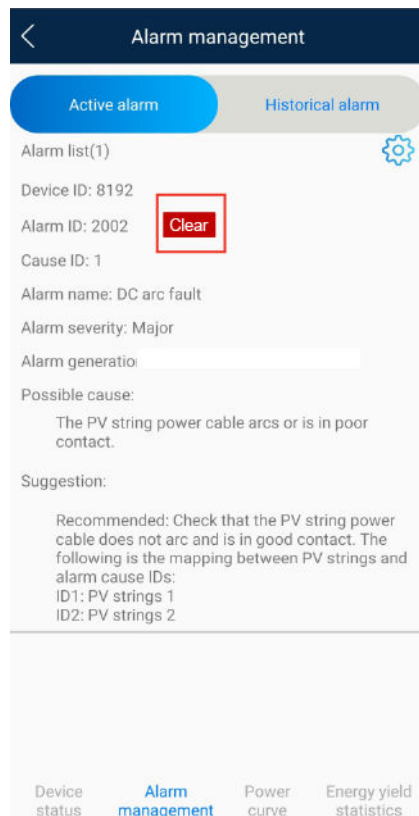 Alarm management
Active alarm
Historical alarm
Alarm list(1)
Device ID: 8192
Alarm ID: 2002
Clear
Cause ID: 1
Alarm name: DC arc fault
Alarm severity: Major
Alarm generatio
Possible cause:
The PV string power cable arcs or is in poor
contact.
Suggestion:
Recommended: Check that the PV string power
cable does not arc and is in good contact. The
following is the mapping between PV strings and
alarm cause IDs:
ID1: PV strings 1
ID2: PV strings 2
Device
status
Alarm
management
Power
curve
Energy yield
statistics